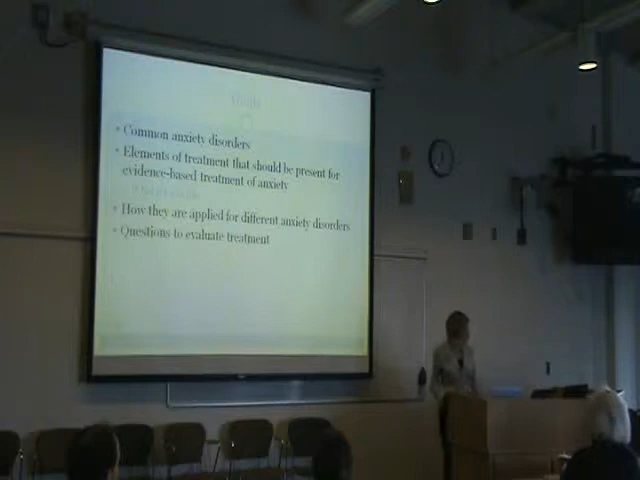 Goals
• Common anxiety disorders
• Elements of treatment that should be present for
evidence-based treatment of anxiety
• How they are applied for different anxiety disorders
• Questions to evaluate treatment